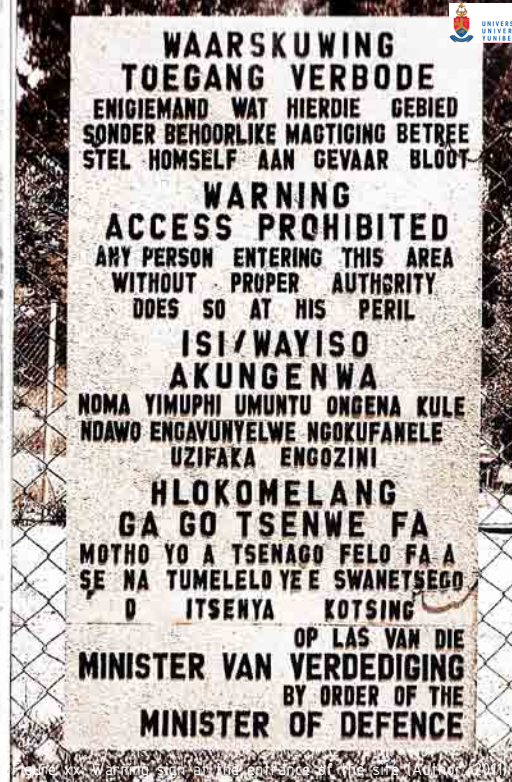 WAARSKUWING
TOEGANG VERBODE
ENIGIEMAND WAT HIERDIE GEBIED
SONDER BEHOORLIKE MAGTIGING BETREE
STEL HOMSELF AAN GEVAAR BLOOT
WARNING
ACCESS PROHIBITED
ANY PERSON ENTERING THIS AREA
WITHOUT PROPER AUTHORITY
DOES SO AT HIS PERIL
ISI/WAYISO
AKUNGENWA
NOMA YIMUPHI UMUNTU ONGENA KULE
NDAWO ENGAVUNYELWE NGOKUFANELE
UZIFAKA ENGOZINI
HLOKOMELANG
GA GO TSENWE FA
MOTHO YO A TSENAGO FELO FA A
SE NA TUMELELO YE E SWANETSEGO
O ITSENYA KOTSING
OP LAS VAN DIE
MINISTER VAN VERDEDIGING
BY ORDER OF THE
MINISTER OF DEFENCE
xx: Warning sign at the entrance of the site (Author, 2011)